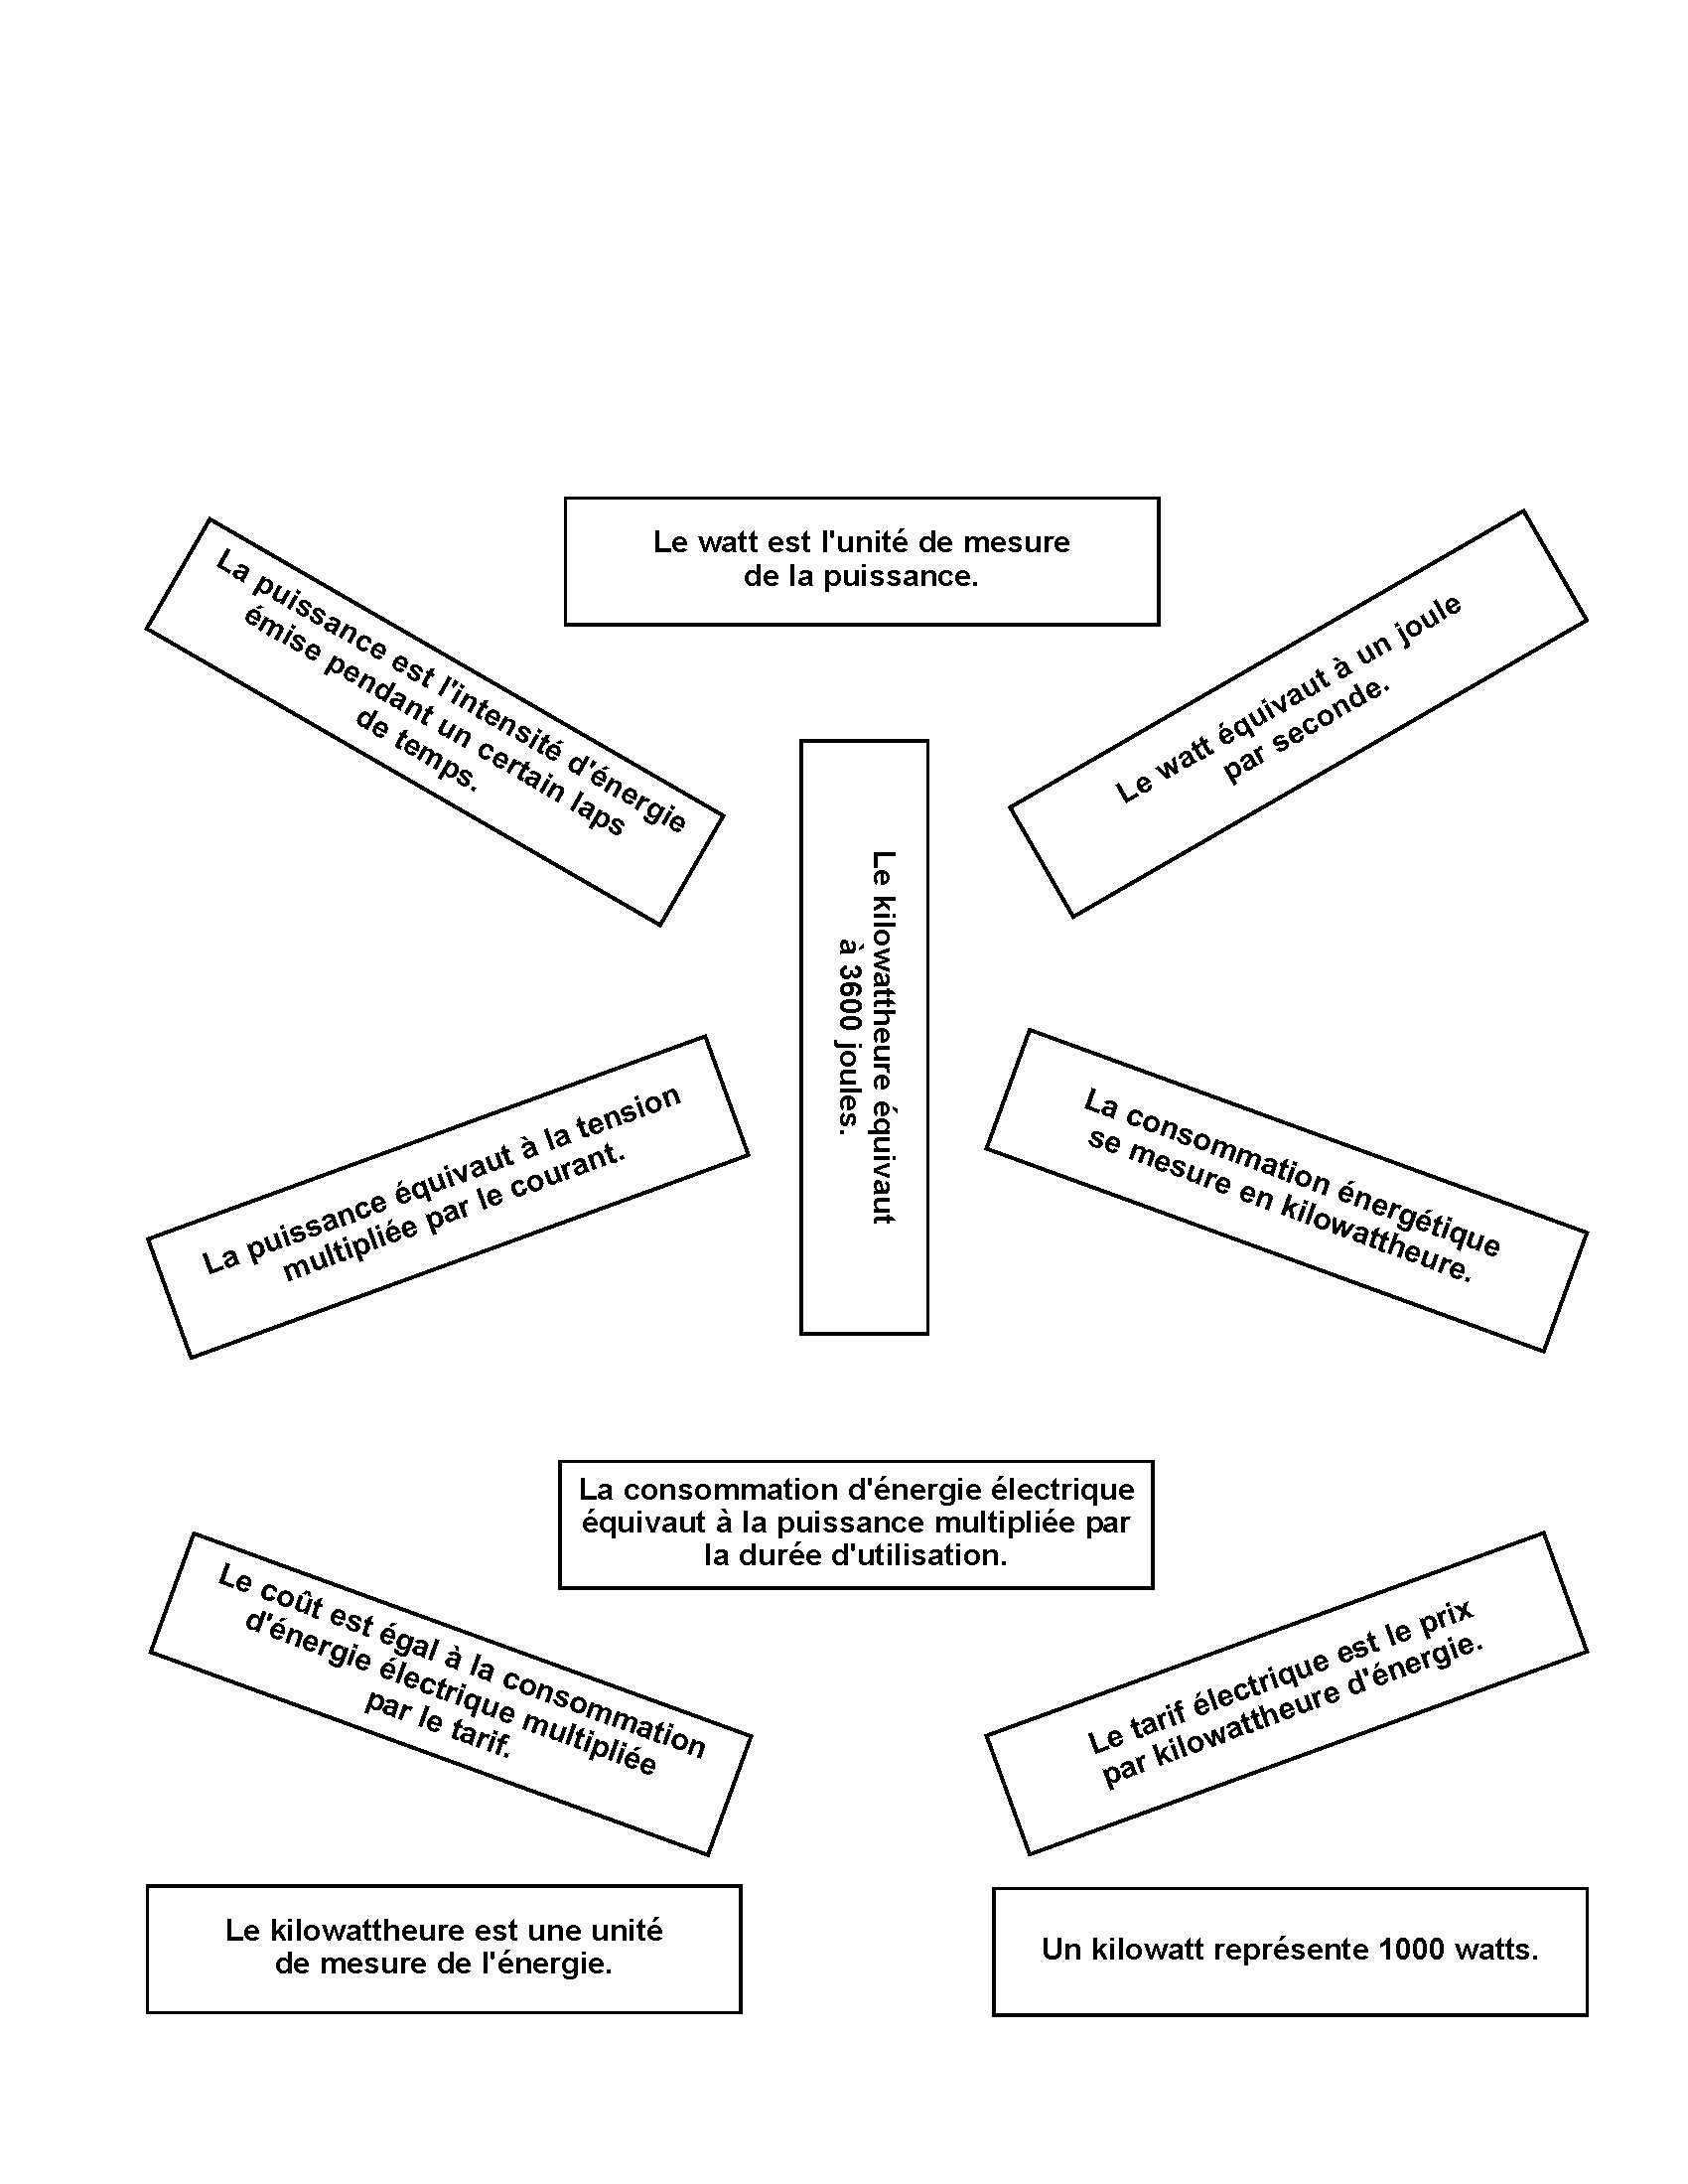 Le watt est l'unité de mesure
de la puissance.
La puissance est l'intensité d'énergie
émise pendant un certain laps
de temps.
Le watt équivaut à un joule
par seconde.
Le kilowattheure équivaut
à 3600 joules.
La puissance équivaut à la tension
multipliée par le courant.
La consommation énergétique
se mesure en kilowattheure.
La consommation d'énergie électrique
équivaut à la puissance multipliée par
la durée d'utilisation.
Le coût est égal à la consommation
d'énergie électrique multipliée
par le tarif.
Le tarif électrique est le prix
par kilowattheure d'énergie.
Le kilowattheure est une unité
de mesure de l'énergie.
Un kilowatt représente 1000 watts.